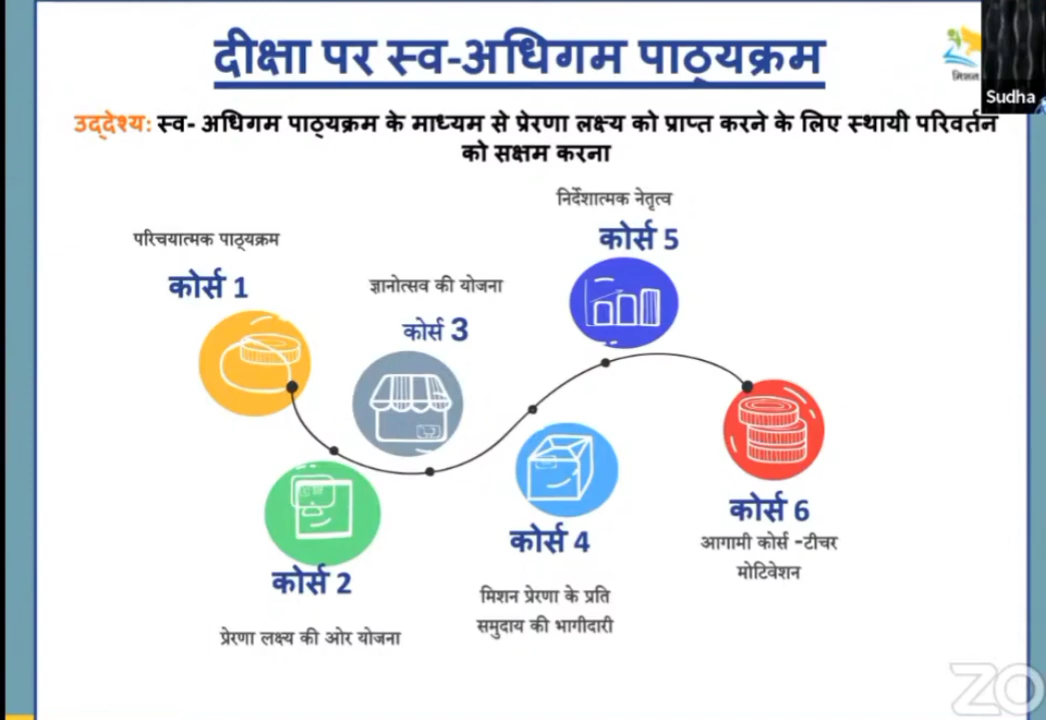 दीक्षा पर स्व-अधिगम पाठ्यक्रम
मिशन
Sudha
उद्देश्य: स्व- अधिगम पाठ्यक्रम के माध्यम से प्रेरणा लक्ष्य को प्राप्त करने के लिए स्थायी परिवर्तन
को सक्षम करना
परिचयात्मक पाठ्यक्रम
कोर्स 1
प्रेरणा लक्ष्य की ओर योजना
कोर्स 2
ज्ञानोत्सव की योजना
कोर्स 3
कोर्स 4
मिशन प्रेरणा के प्रति
समुदाय की भागीदारी
निर्देशात्मक नेतृत्व
कोर्स 5
कोर्स 6
आगामी कोर्स -टीचर
मोटिवेशन
ZO